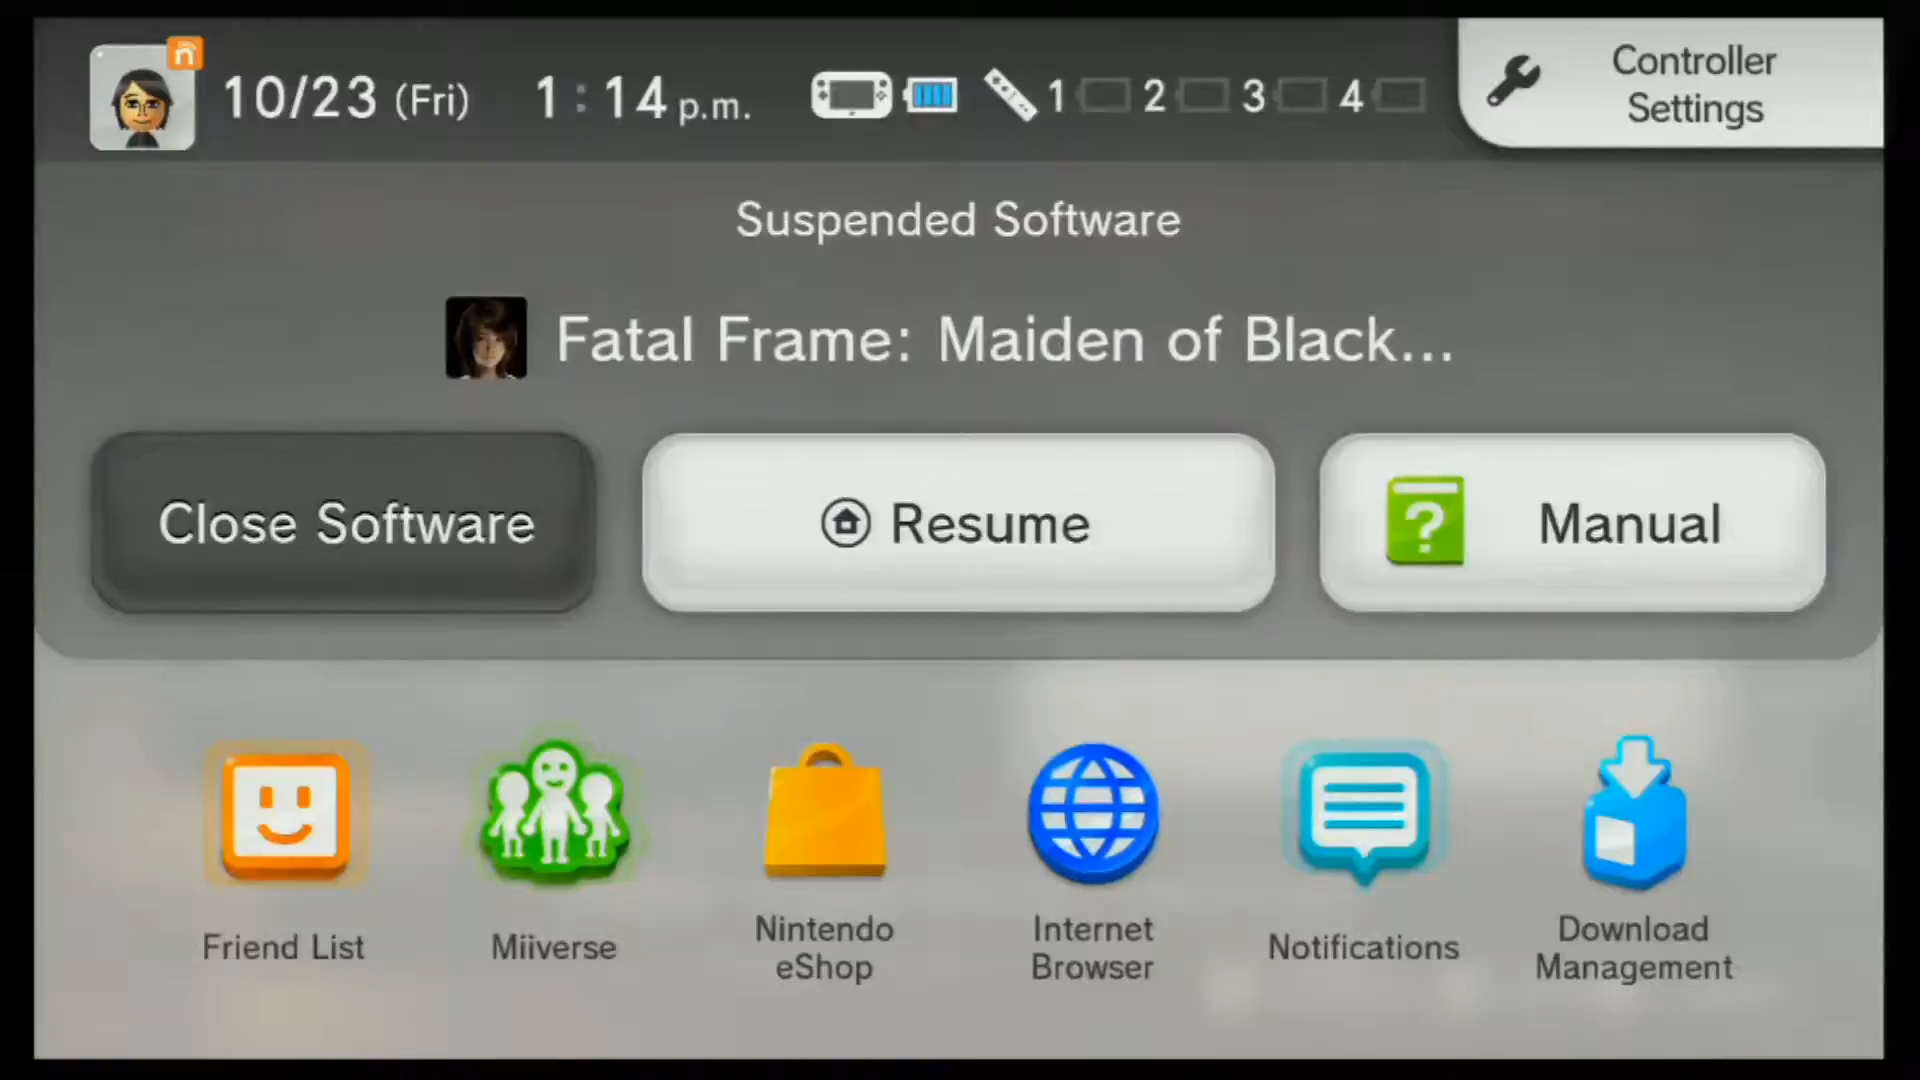 10/23 (Fri)
1:14 p.m.
1 2 3 4
Controller
Settings
Suspended Software
Fatal Frame: Maiden of Black...
Close Software
Resume
? Manual
Friend List
Miiverse
Nintendo
eShop
Internet
Browser
Notifications
Download
Management